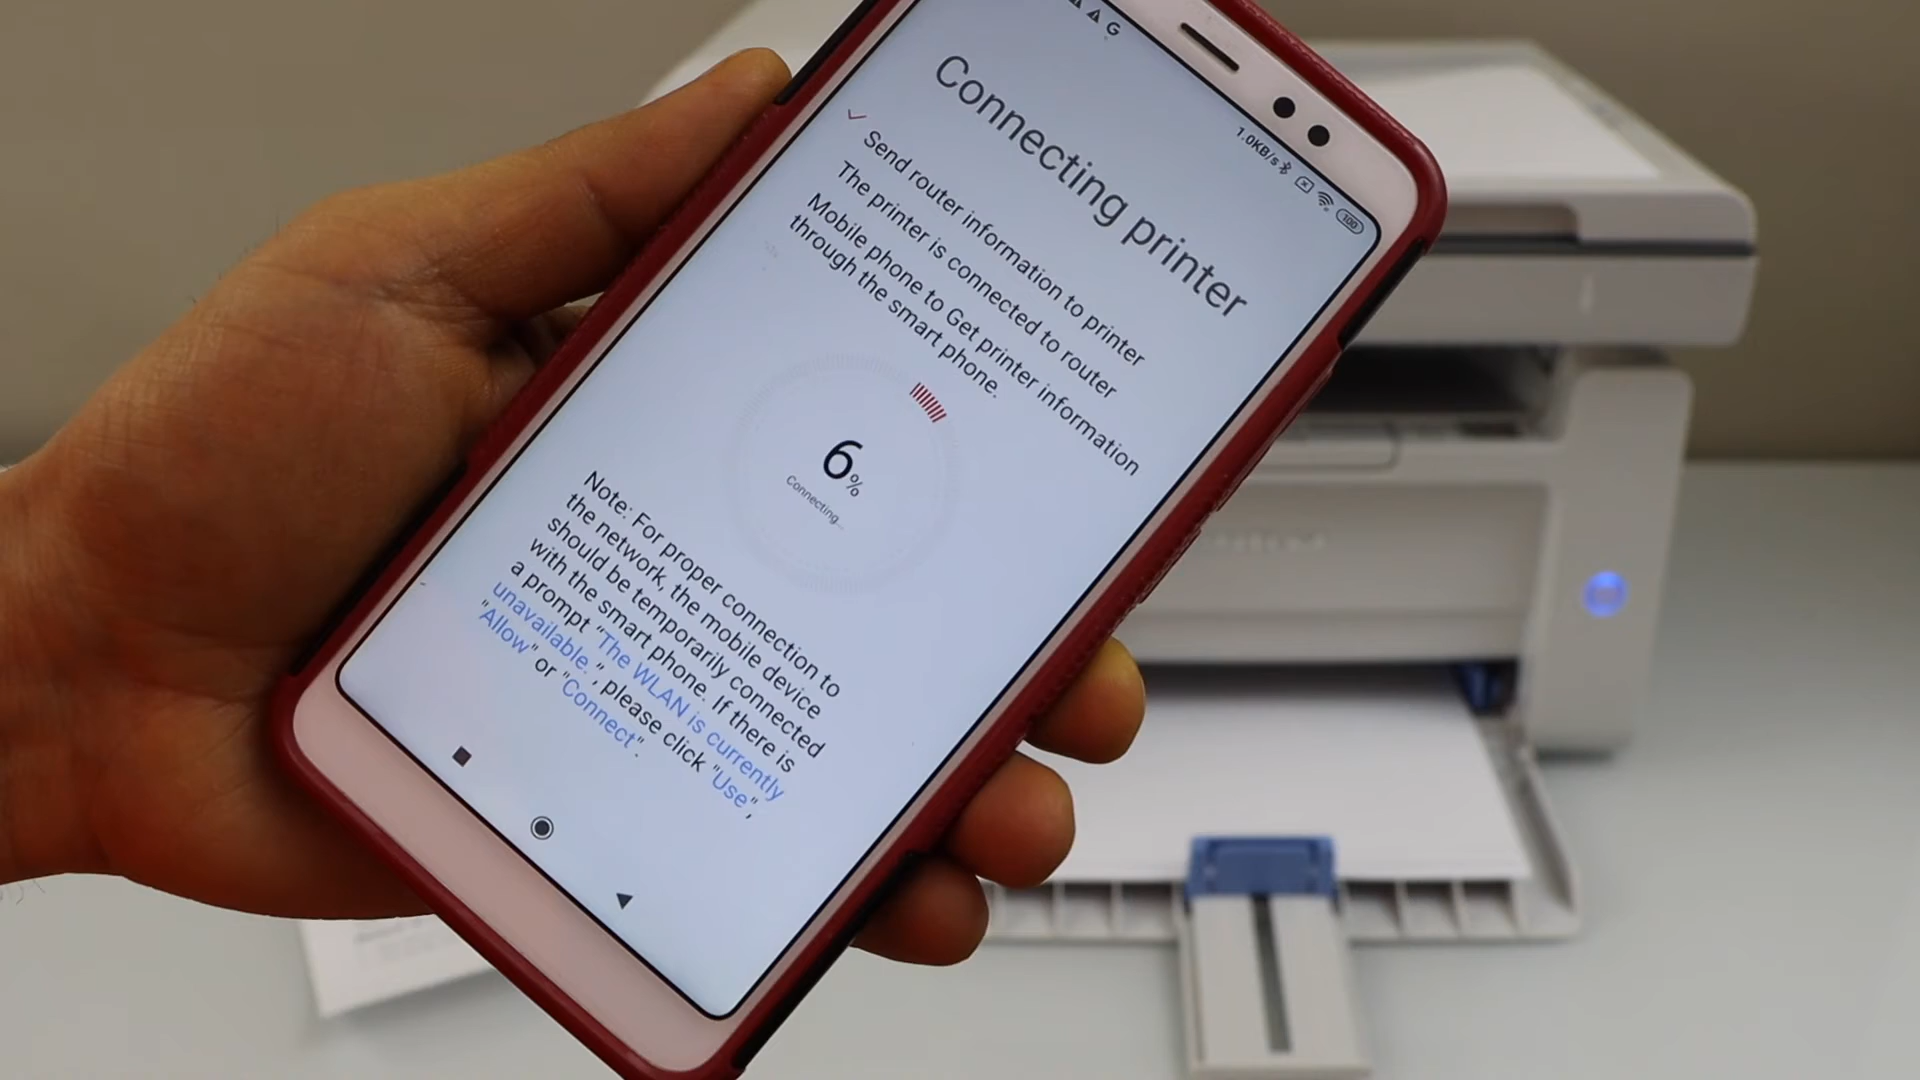 G
1.0KB/s
100
Connecting printer
Send router information to printer
The printer is connected to router
Mobile phone to Get printer information
through the smart phone.
6%
Connecting...
Note: For proper connection to
the network, the mobile device
should be temporarily connected
with the smart phone. If there is
a prompt "The WLAN is currently
unavailable.", please click "Use",
"Allow" or "Connect".